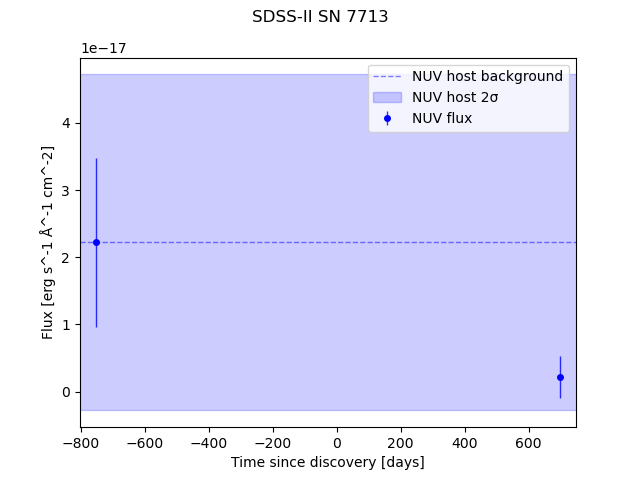 SDSS-II SN 7713
1e−17
NUV host background
NUV host 2σ
NUV flux
4
3
2
1
0
Flux [erg s^-1 Å^-1 cm^-2]
−800 −600 −400 −200 0 200 400 600
Time since discovery [days]